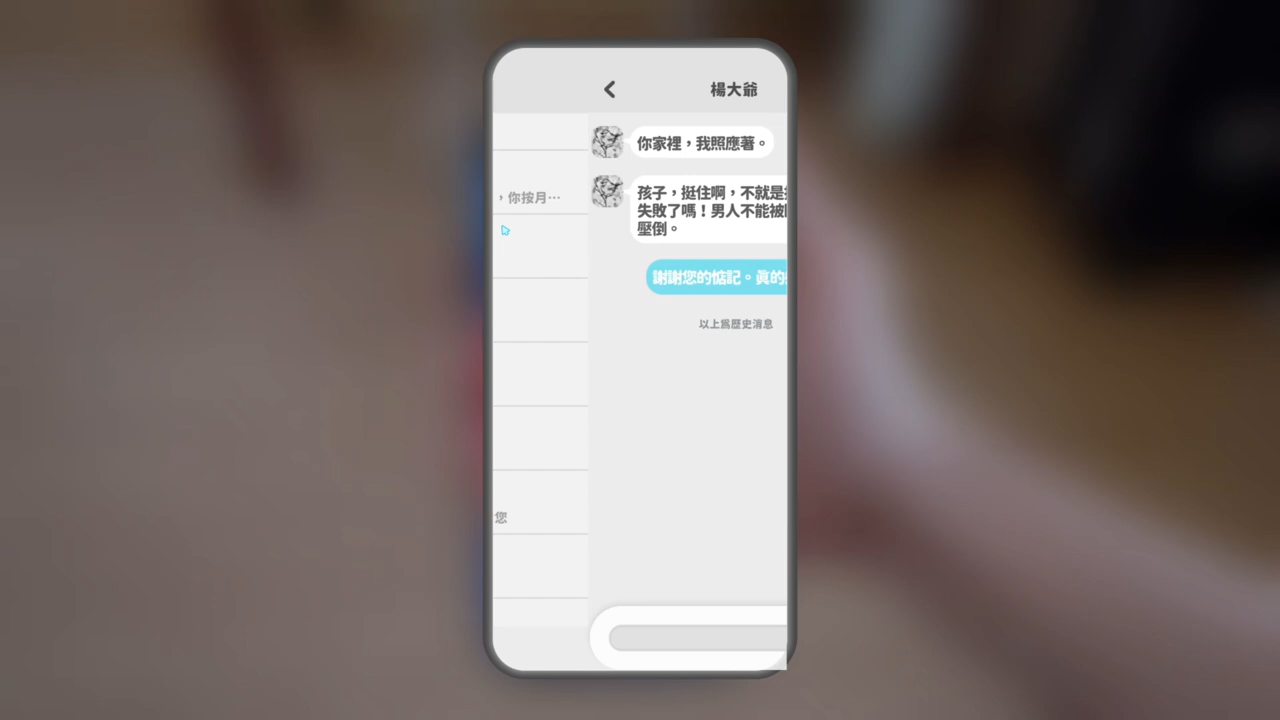 楊大爺
你家裡，我照應著。
，你按月…
孩子，挺住啊，不就是
失敗了嗎！男人不能被
壓倒。
謝謝您的惦記。真的
以上為歷史消息
您